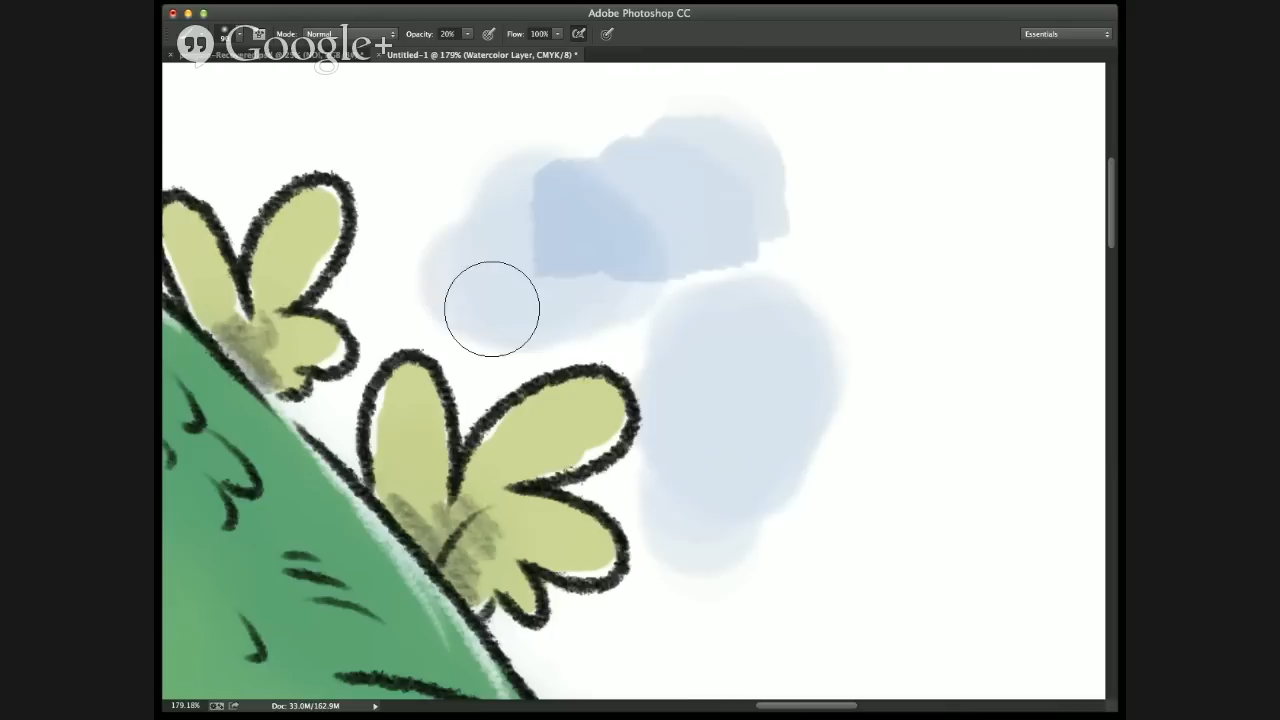 Adobe Photoshop CC
Google+
Mode: Normal Opacity: 20% Flow: 100% Essentials
Untitled-1 @ 179% (Watercolor Layer, CMYK/8) *
179.18% Doc: 33.0M/162.9M